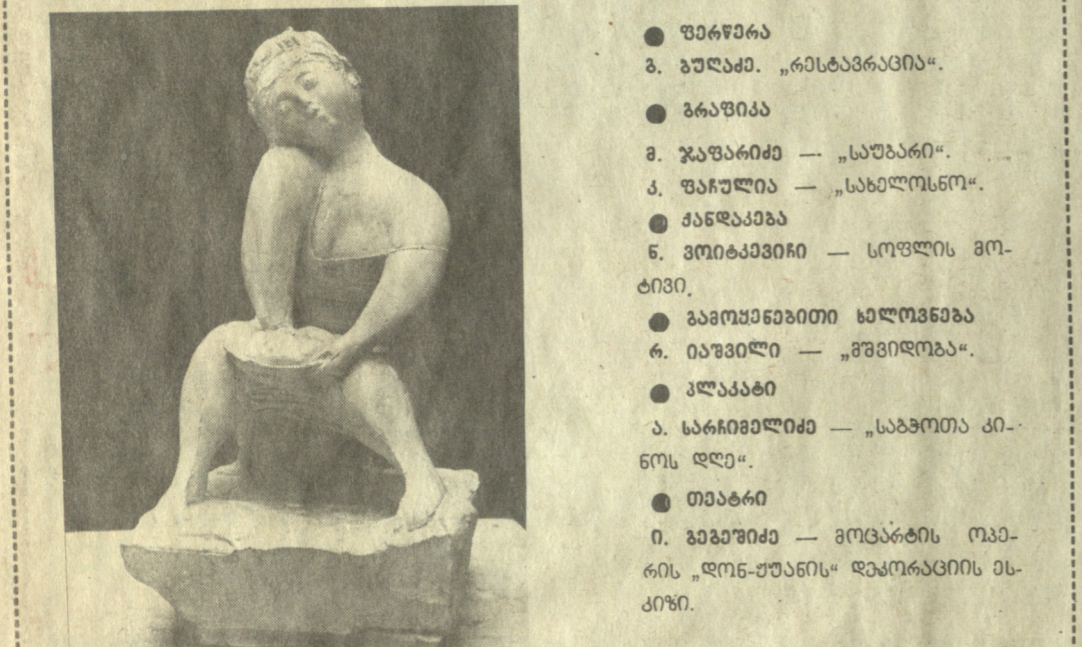 ● ფერწერა
გ. ბუღაძე. „რესტავრაცია“.
● გრაფიკა
მ. ჯაფარიძე — „საუბარი“.
კ. ფაჩულია — „სახელოსნო“.
● ქანდაკება
ნ. ვოიტკევიჩი — სოფლის მო-
ტივი.
● გამოყენებითი ხელოვნება
რ. იაშვილი — „მშვიდობა“.
● პლაკატი
ა. სარჩიმელიძე — „საბჭოთა კი-
ნოს დღე“.
● თეატრი
ი. გეგეშიძე — მოცარტის ოპე-
რის „დონ-ჟუანის“ დეკორაციის ეს-
კიზი.